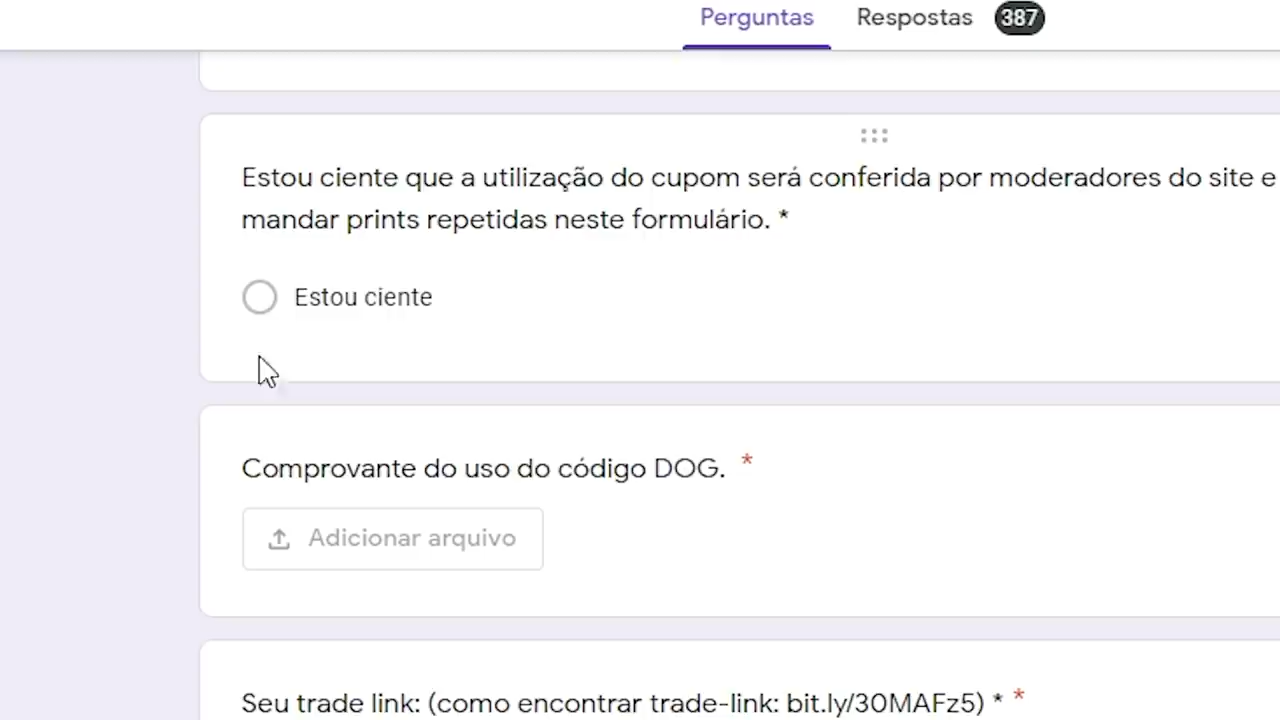 Perguntas Respostas 387
Estou ciente que a utilização do cupom será conferida por moderadores do site e
mandar prints repetidas neste formulário. *
Estou ciente
Comprovante do uso do código DOG. *
Adicionar arquivo
Seu trade link: (como encontrar trade-link: bit.ly/30MAFz5) * *